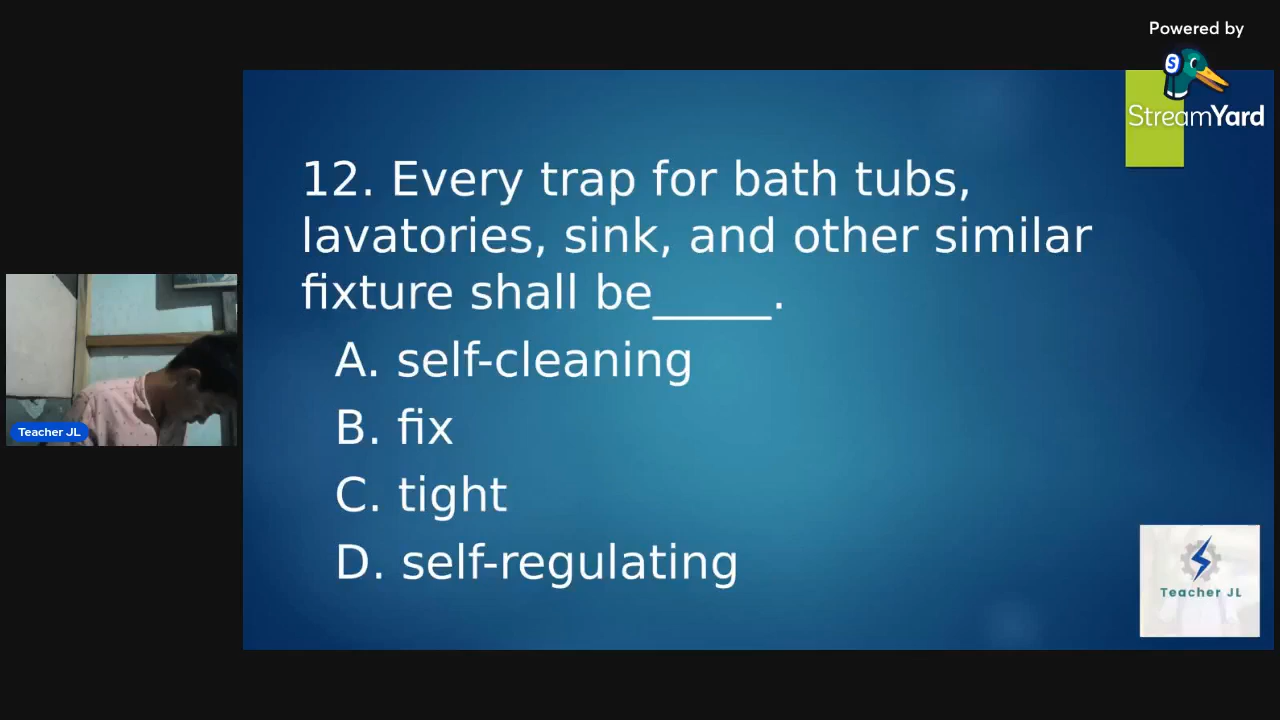 Powered by
StreamYard
12. Every trap for bath tubs,
lavatories, sink, and other similar
fixture shall be_____.
A. self-cleaning
B. fix
C. tight
D. self-regulating
Teacher JL
Teacher JL